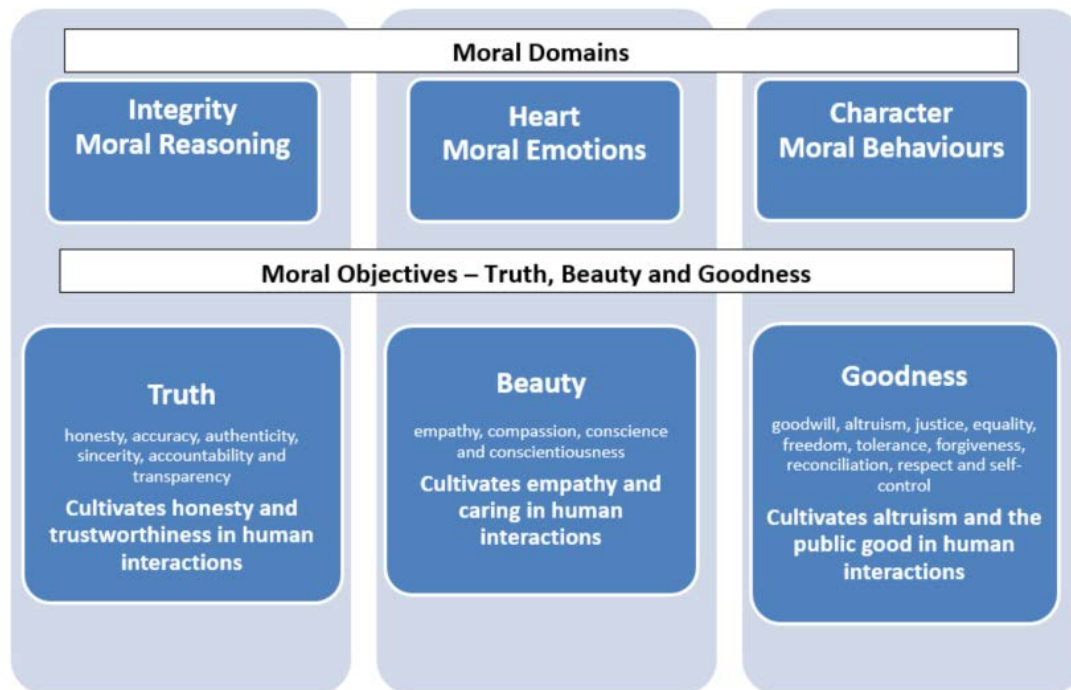 Moral Domains
Integrity
Moral Reasoning
Heart
Moral Emotions
Character
Moral Behaviours
Moral Objectives – Truth, Beauty and Goodness
Truth
honesty, accuracy, authenticity,
sincerity, accountability and
transparency
Cultivates honesty and
trustworthiness in human
interactions
Beauty
empathy, compassion, conscience
and conscientiousness
Cultivates empathy and
caring in human
interactions
Goodness
goodwill, altruism, justice, equality,
freedom, tolerance, forgiveness,
reconciliation, respect and self-
control
Cultivates altruism and the
public good in human
interactions